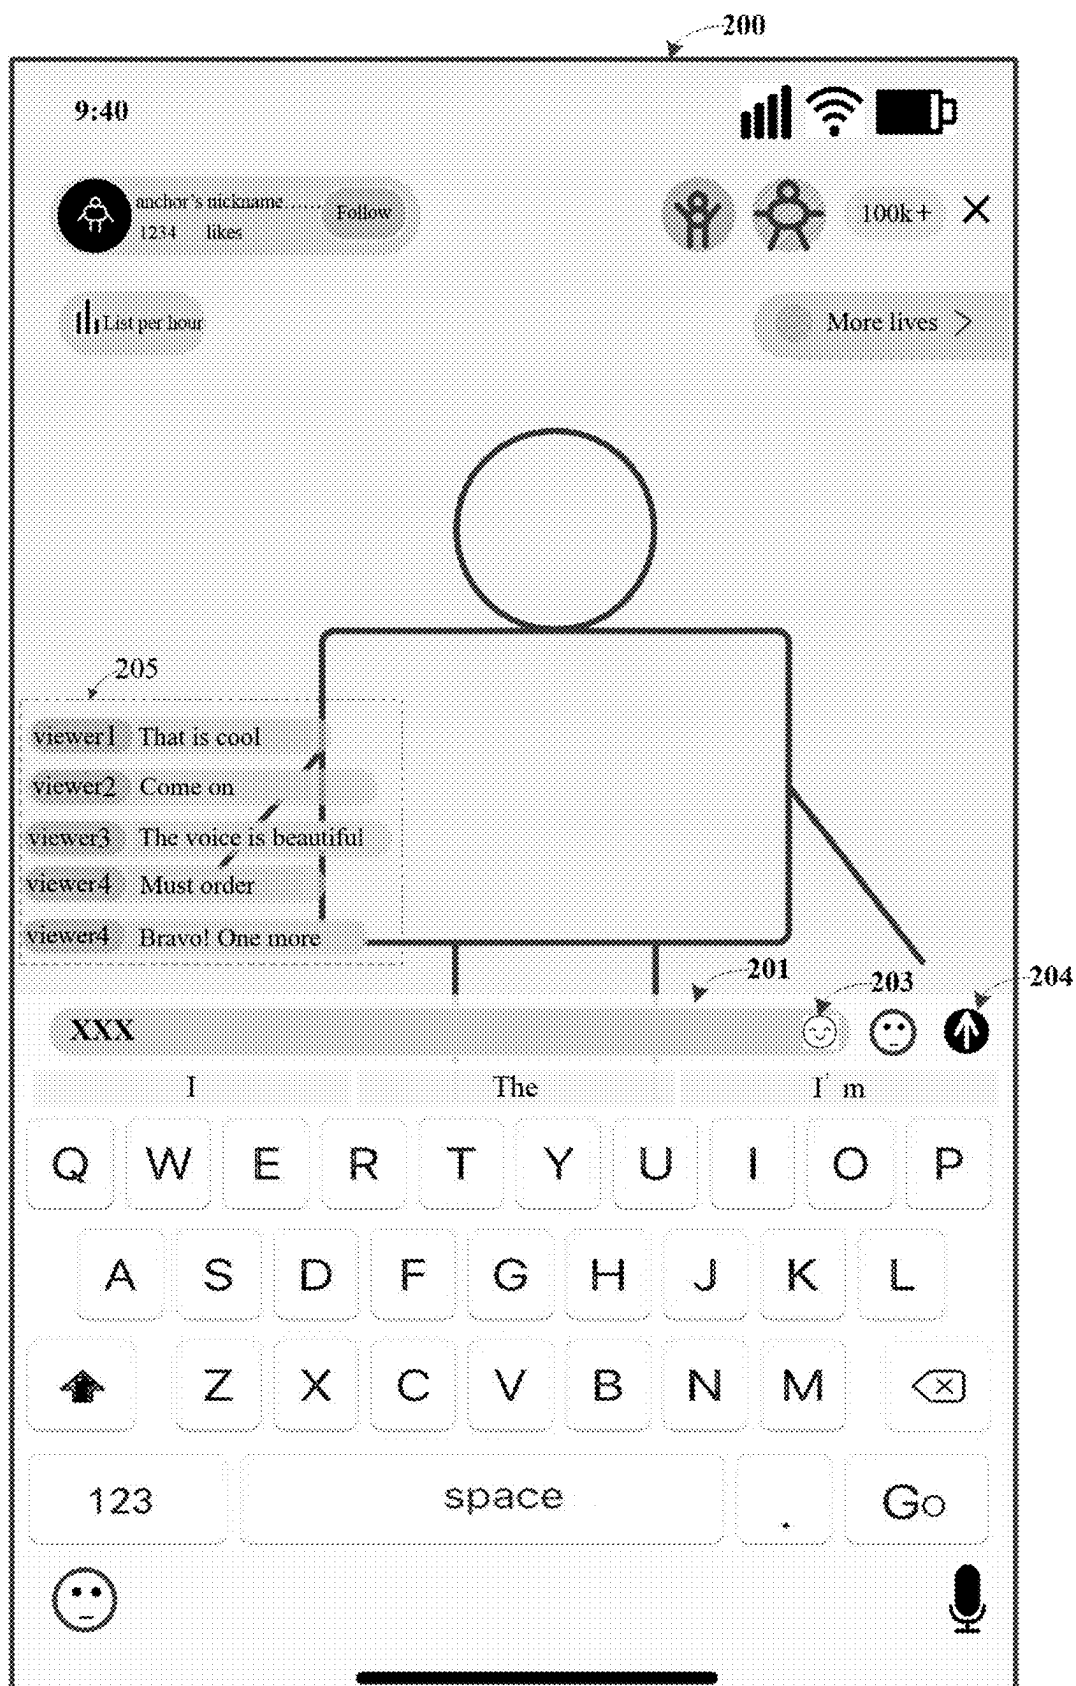 200
9:40
anchor's nickname...... Follow
1234 likes
100k+ ×
List per hour
More lives >
205
viewer1 That is cool
viewer2 Come on
viewer3 The voice is beautiful
viewer4 Must order
viewer4 Bravo! One more
201
203
204
XXX
I The I'm
Q W E R T Y U I O P
A S D F G H J K L
Z X C V B N M
123 space . Go